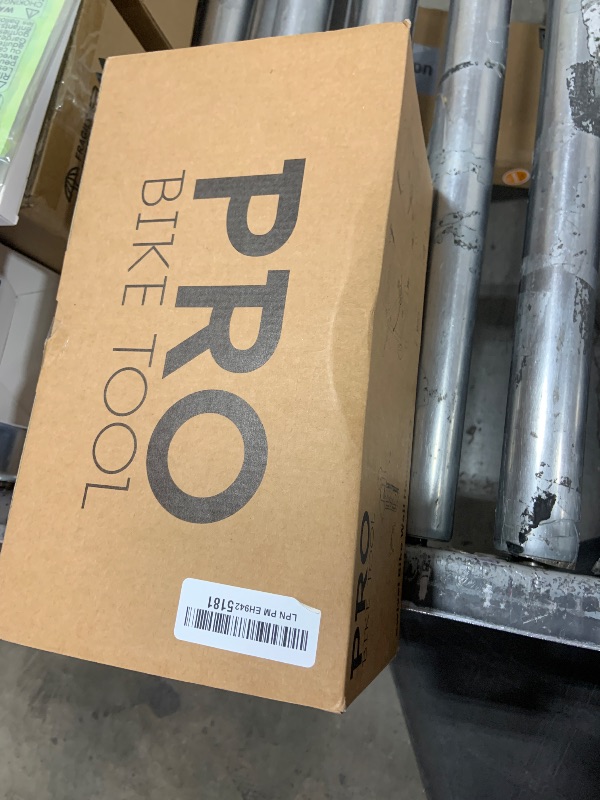 PRO
BIKE TOOL
LPN PM EH9425181
PRO